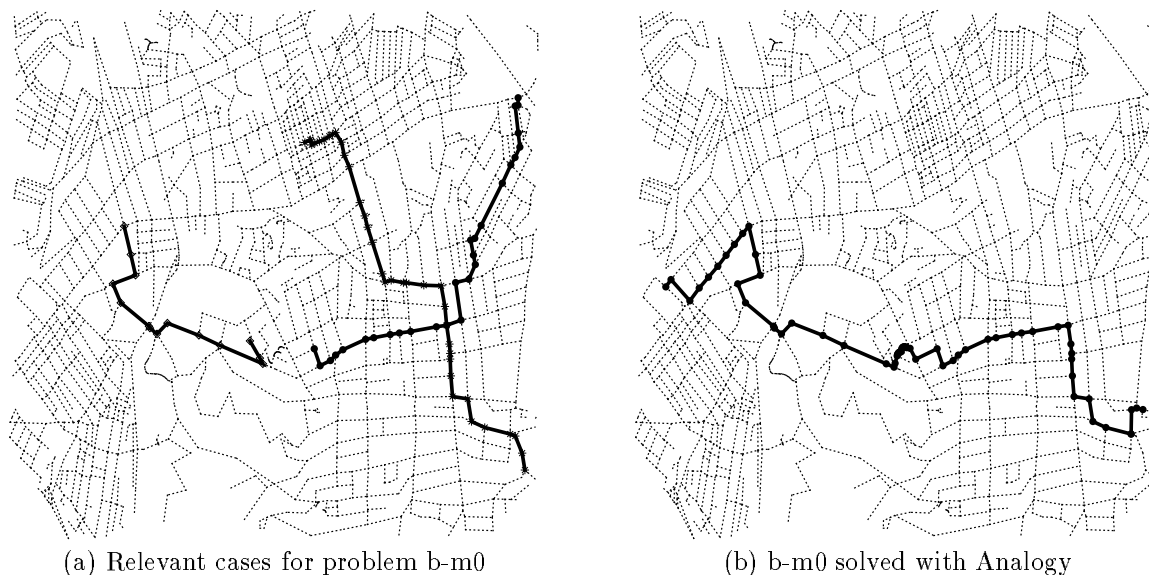 (a) Relevant cases for problem b-m0
(b) b-m0 solved with Analogy